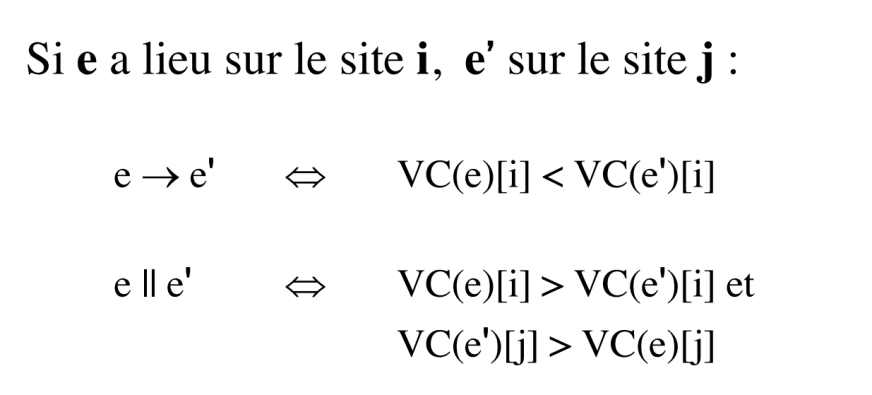 Si e a lieu sur le site i, e' sur le site j :
e → e' ⇔ VC(e)[i] < VC(e')[i]
e || e' ⇔ VC(e)[i] > VC(e')[i] et
VC(e')[j] > VC(e)[j]